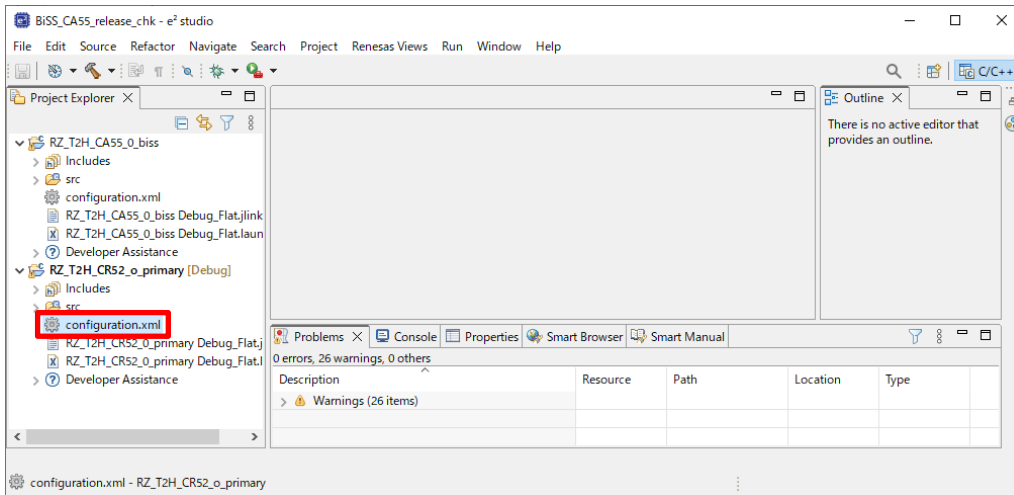 BiSS_CA55_release_chk - e² studio
File Edit Source Refactor Navigate Search Project Renesas Views Run Window Help
C/C++
Project Explorer
RZ_T2H_CA55_0_biss
Includes
src
configuration.xml
RZ_T2H_CA55_0_biss Debug_Flat.jlink
RZ_T2H_CA55_0_biss Debug_Flat.laun
Developer Assistance
RZ_T2H_CR52_o_primary [Debug]
Includes
src
configuration.xml
RZ_T2H_CR52_0_primary Debug_Flat.j
RZ_T2H_CR52_0_primary Debug_Flat.l
Developer Assistance
Outline
There is no active editor that
provides an outline.
Problems Console Properties Smart Browser Smart Manual
0 errors, 26 warnings, 0 others
Description Resource Path Location Type
Warnings (26 items)
configuration.xml - RZ_T2H_CR52_o_primary